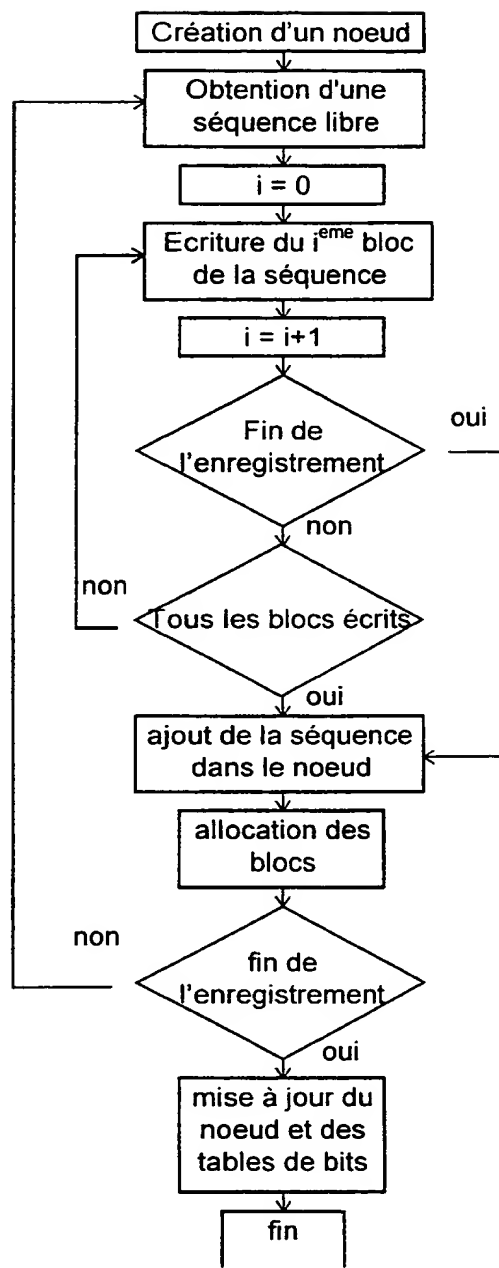 Création d'un noeud
Obtention d'une
séquence libre
i = 0
Ecriture du i^eme bloc
de la séquence
i = i+1
Fin de
l'enregistrement
oui
non
non
Tous les blocs écrits
oui
ajout de la séquence
dans le noeud
allocation des
blocs
non
fin de
l'enregistrement
oui
mise à jour du
noeud et des
tables de bits
fin